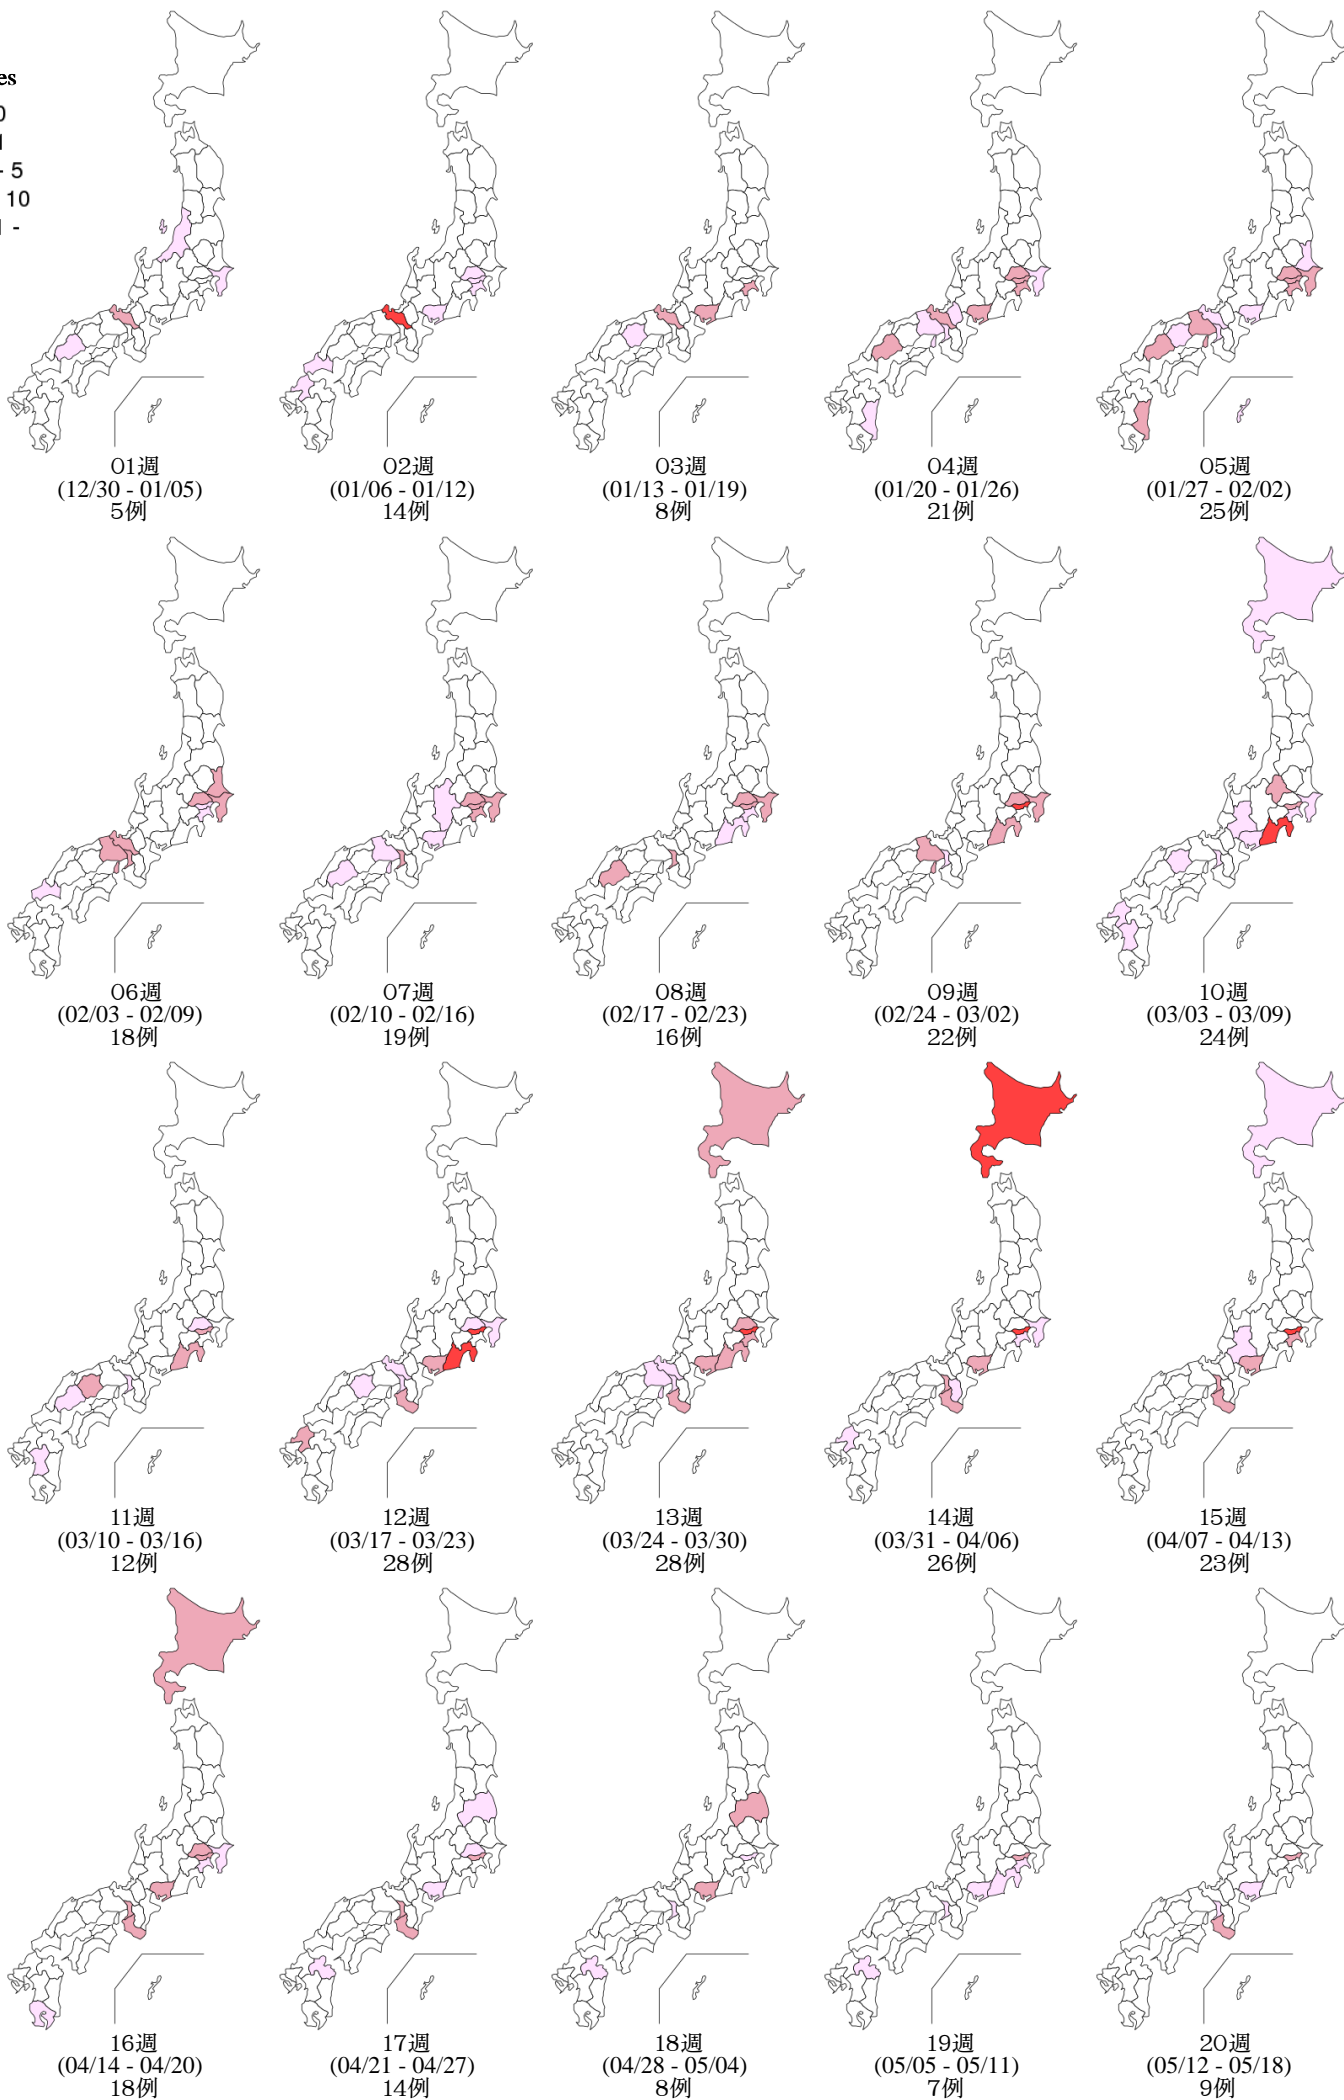 es
0
1
- 5
10
-
01週
(12/30 - 01/05)
5例
02週
(01/06 - 01/12)
14例
03週
(01/13 - 01/19)
8例
04週
(01/20 - 01/26)
21例
05週
(01/27 - 02/02)
25例
06週
(02/03 - 02/09)
18例
07週
(02/10 - 02/16)
19例
08週
(02/17 - 02/23)
16例
09週
(02/24 - 03/02)
22例
10週
(03/03 - 03/09)
24例
11週
(03/10 - 03/16)
12例
12週
(03/17 - 03/23)
28例
13週
(03/24 - 03/30)
28例
14週
(03/31 - 04/06)
26例
15週
(04/07 - 04/13)
23例
16週
(04/14 - 04/20)
18例
17週
(04/21 - 04/27)
14例
18週
(04/28 - 05/04)
8例
19週
(05/05 - 05/11)
7例
20週
(05/12 - 05/18)
9例